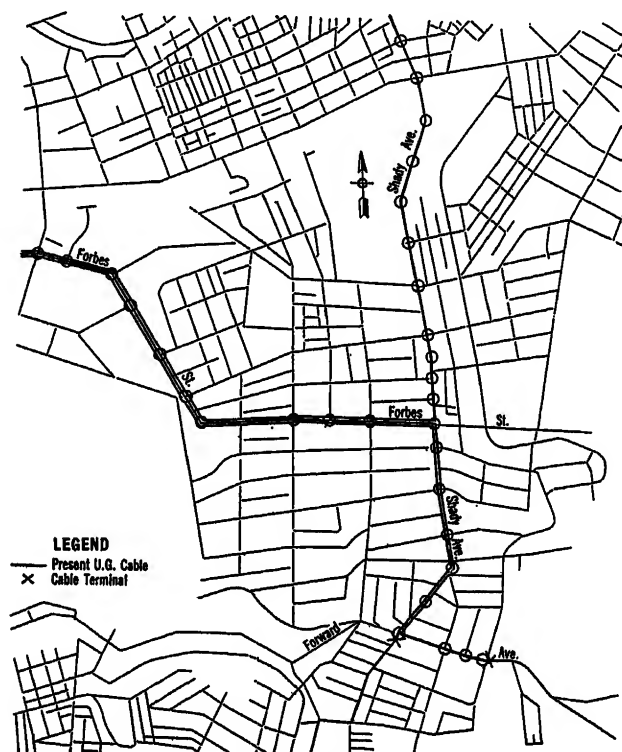 Shady Ave.
Forbes
St.
Forbes
St.
Shady Ave.
LEGEND
Present U.G. Cable
Cable Terminal
Forward
Ave.